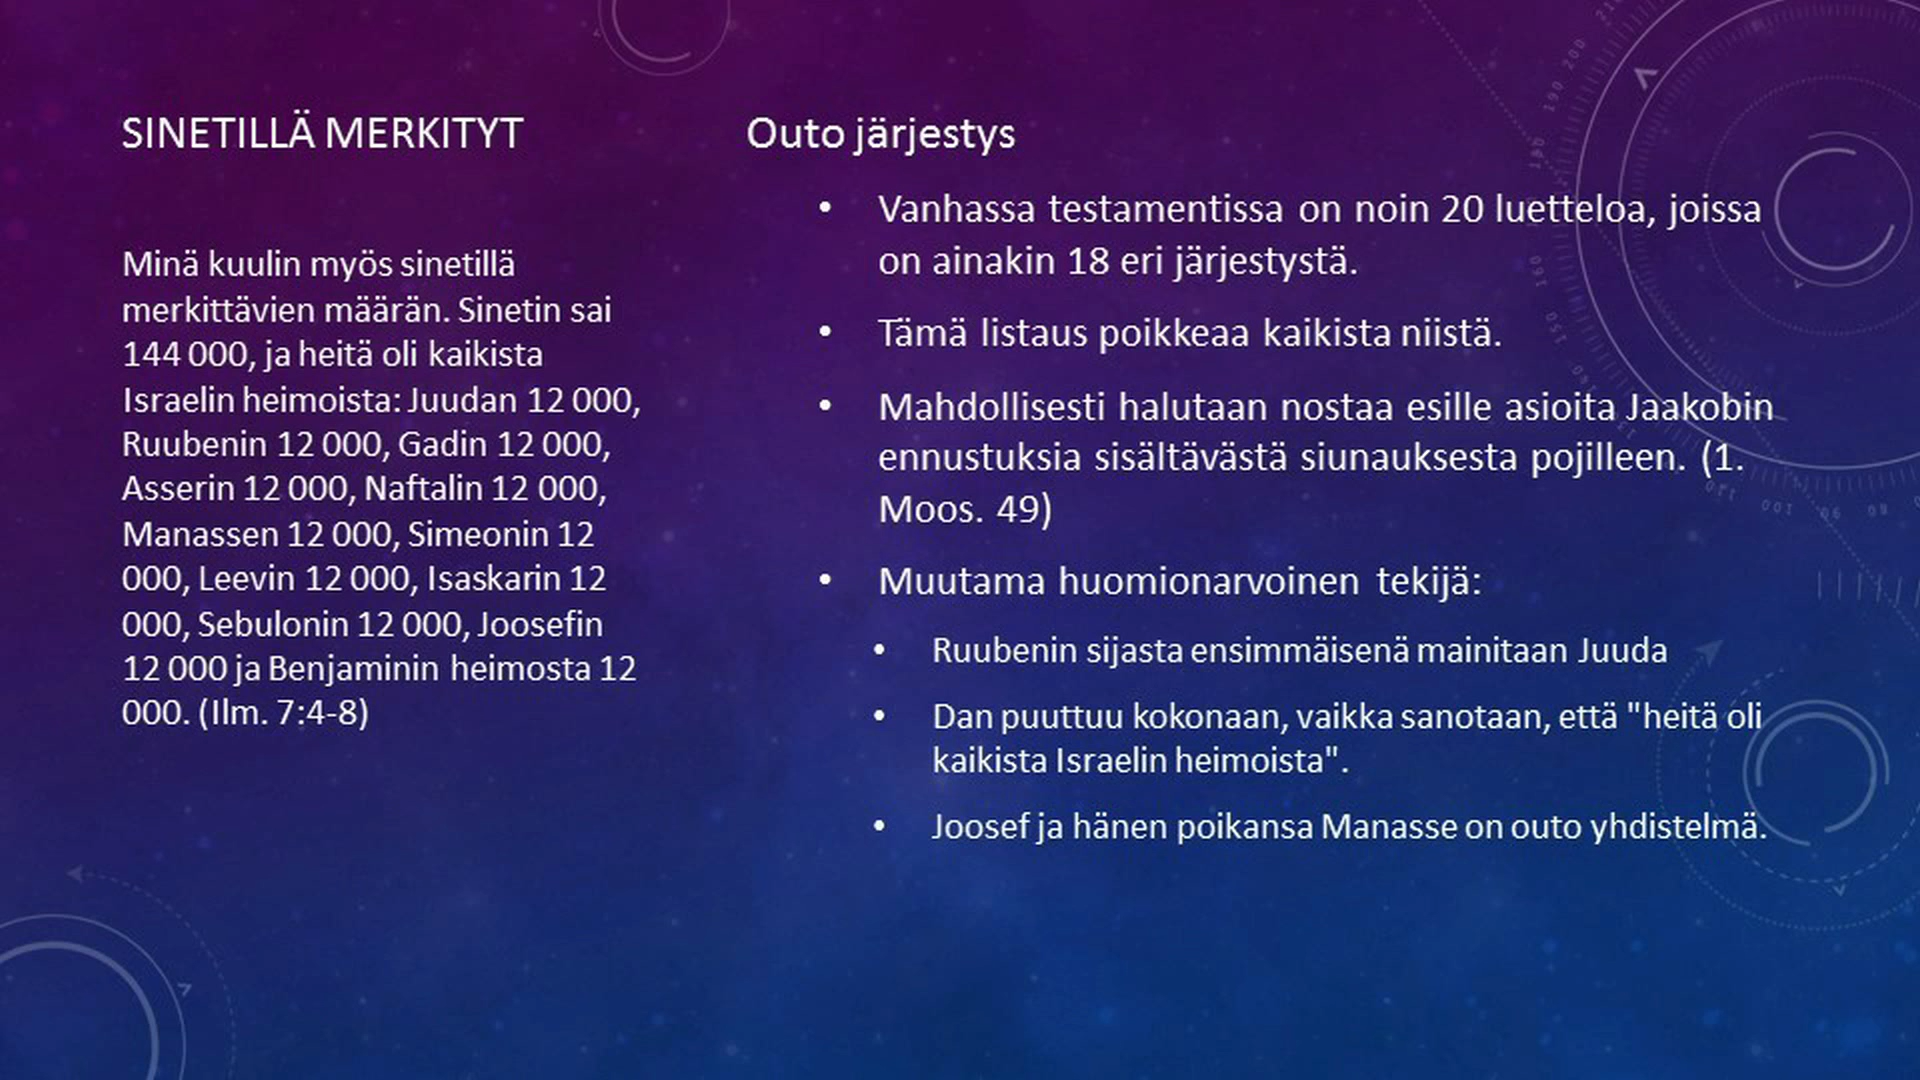 SINETILLÄ MERKITYT
Minä kuulin myös sinetillä
merkittävien määrän. Sinetin sai
144 000, ja heitä oli kaikista
Israelin heimoista: Juudan 12 000,
Ruubenin 12 000, Gadin 12 000,
Asserin 12 000, Naftalin 12 000,
Manassen 12 000, Simeonin 12
000, Leevin 12 000, Isaskarin 12
000, Sebulonin 12 000, Joosefin
12 000 ja Benjaminin heimosta 12
000. (Ilm. 7:4-8)
Outo järjestys
• Vanhassa testamentissa on noin 20 luetteloa, joissa
on ainakin 18 eri järjestystä.
• Tämä listaus poikkeaa kaikista niistä.
• Mahdollisesti halutaan nostaa esille asioita Jaakobin
ennustuksia sisältävästä siunauksesta pojilleen. (1.
Moos. 49)
• Muutama huomionarvoinen tekijä:
• Ruubenin sijasta ensimmäisenä mainitaan Juuda
• Dan puuttuu kokonaan, vaikka sanotaan, että "heitä oli
kaikista Israelin heimoista".
• Joosef ja hänen poikansa Manasse on outo yhdistelmä.